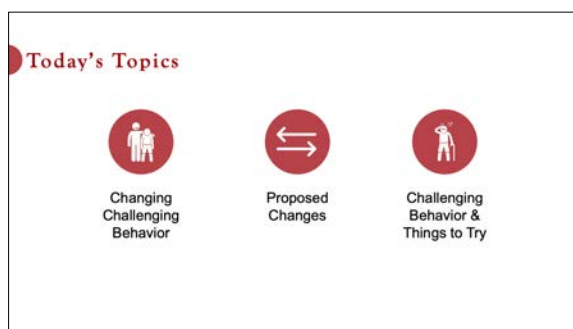 Today's Topics
Changing
Challenging
Behavior
Proposed
Changes
Challenging
Behavior &
Things to Try